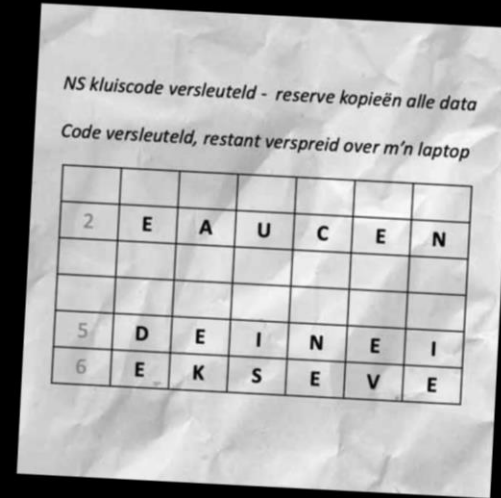 NS kluiscode versleuteld - reserve kopieën alle data
Code versleuteld, restant verspreid over m'n laptop
2 E A U C E N
5 D E I N E I
6 E K S E V E